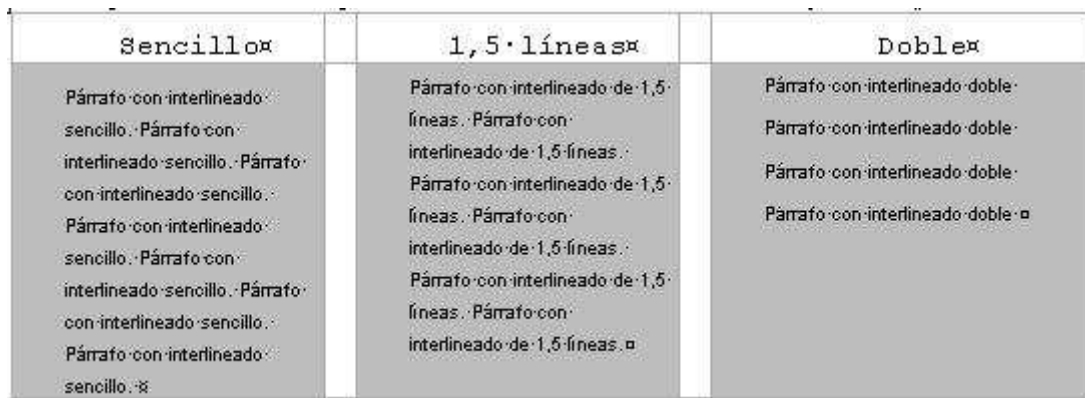 Sencillo¤
1,5·líneas¤
Doble¤
Párrafo·con·interlineado·
sencillo.·Párrafo·con·
interlineado·sencillo.·Párrafo·
con·interlineado·sencillo.·
Párrafo·con·interlineado·
sencillo.·Párrafo·con·
interlineado·sencillo.·Párrafo·
con·interlineado·sencillo.·
Párrafo·con·interlineado·
sencillo.·¤
Párrafo·con·interlineado·de·1,5·
líneas.·Párrafo·con·
interlineado·de·1,5·líneas.·
Párrafo·con·interlineado·de·1,5·
líneas.·Párrafo·con·
interlineado·de·1,5·líneas.·
Párrafo·con·interlineado·de·1,5·
líneas.·Párrafo·con·
interlineado·de·1,5·líneas.¤
Párrafo·con·interlineado·doble·
Párrafo·con·interlineado·doble·
Párrafo·con·interlineado·doble·
Párrafo·con·interlineado·doble·¤